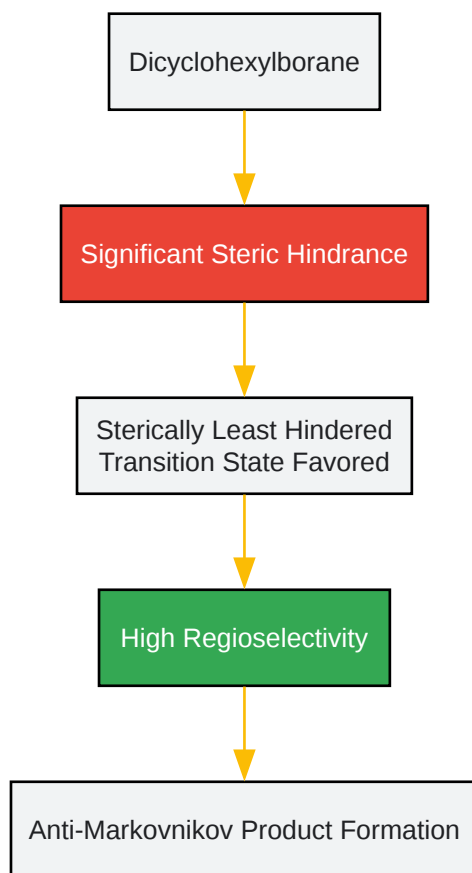 Dicyclohexylborane
Significant Steric Hindrance
Sterically Least Hindered
Transition State Favored
High Regioselectivity
Anti-Markovnikov Product Formation